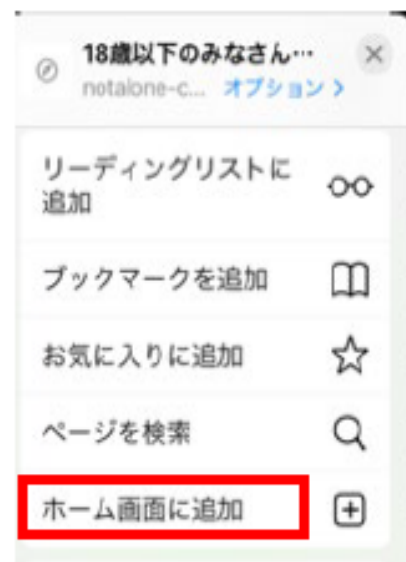 18歳以下のみなさん…
notalone-c... オプション >
リーディングリストに
追加
ブックマークを追加
お気に入りに追加
ページを検索
ホーム画面に追加